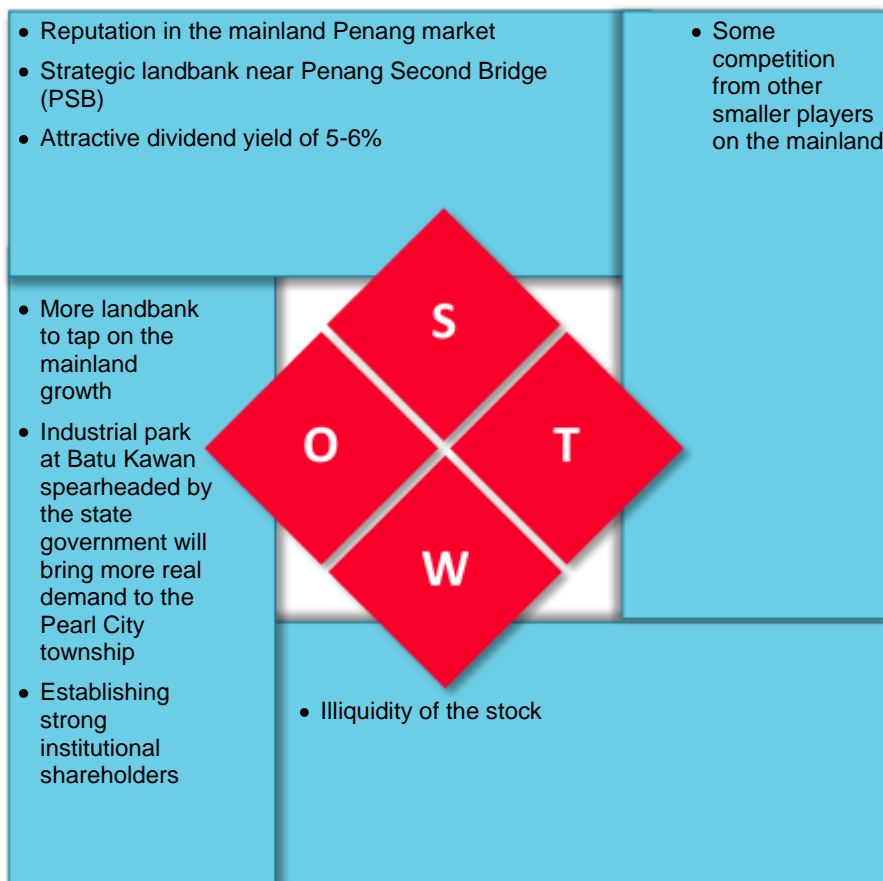 • Reputation in the mainland Penang market
• Strategic landbank near Penang Second Bridge
(PSB)
• Attractive dividend yield of 5-6%
• Some
competition
from other
smaller players
on the mainland
S
O
T
W
• More landbank
to tap on the
mainland
growth
• Industrial park
at Batu Kawan
spearheaded by
the state
government will
bring more real
demand to the
Pearl City
township
• Establishing
strong
institutional
shareholders
• Illiquidity of the stock